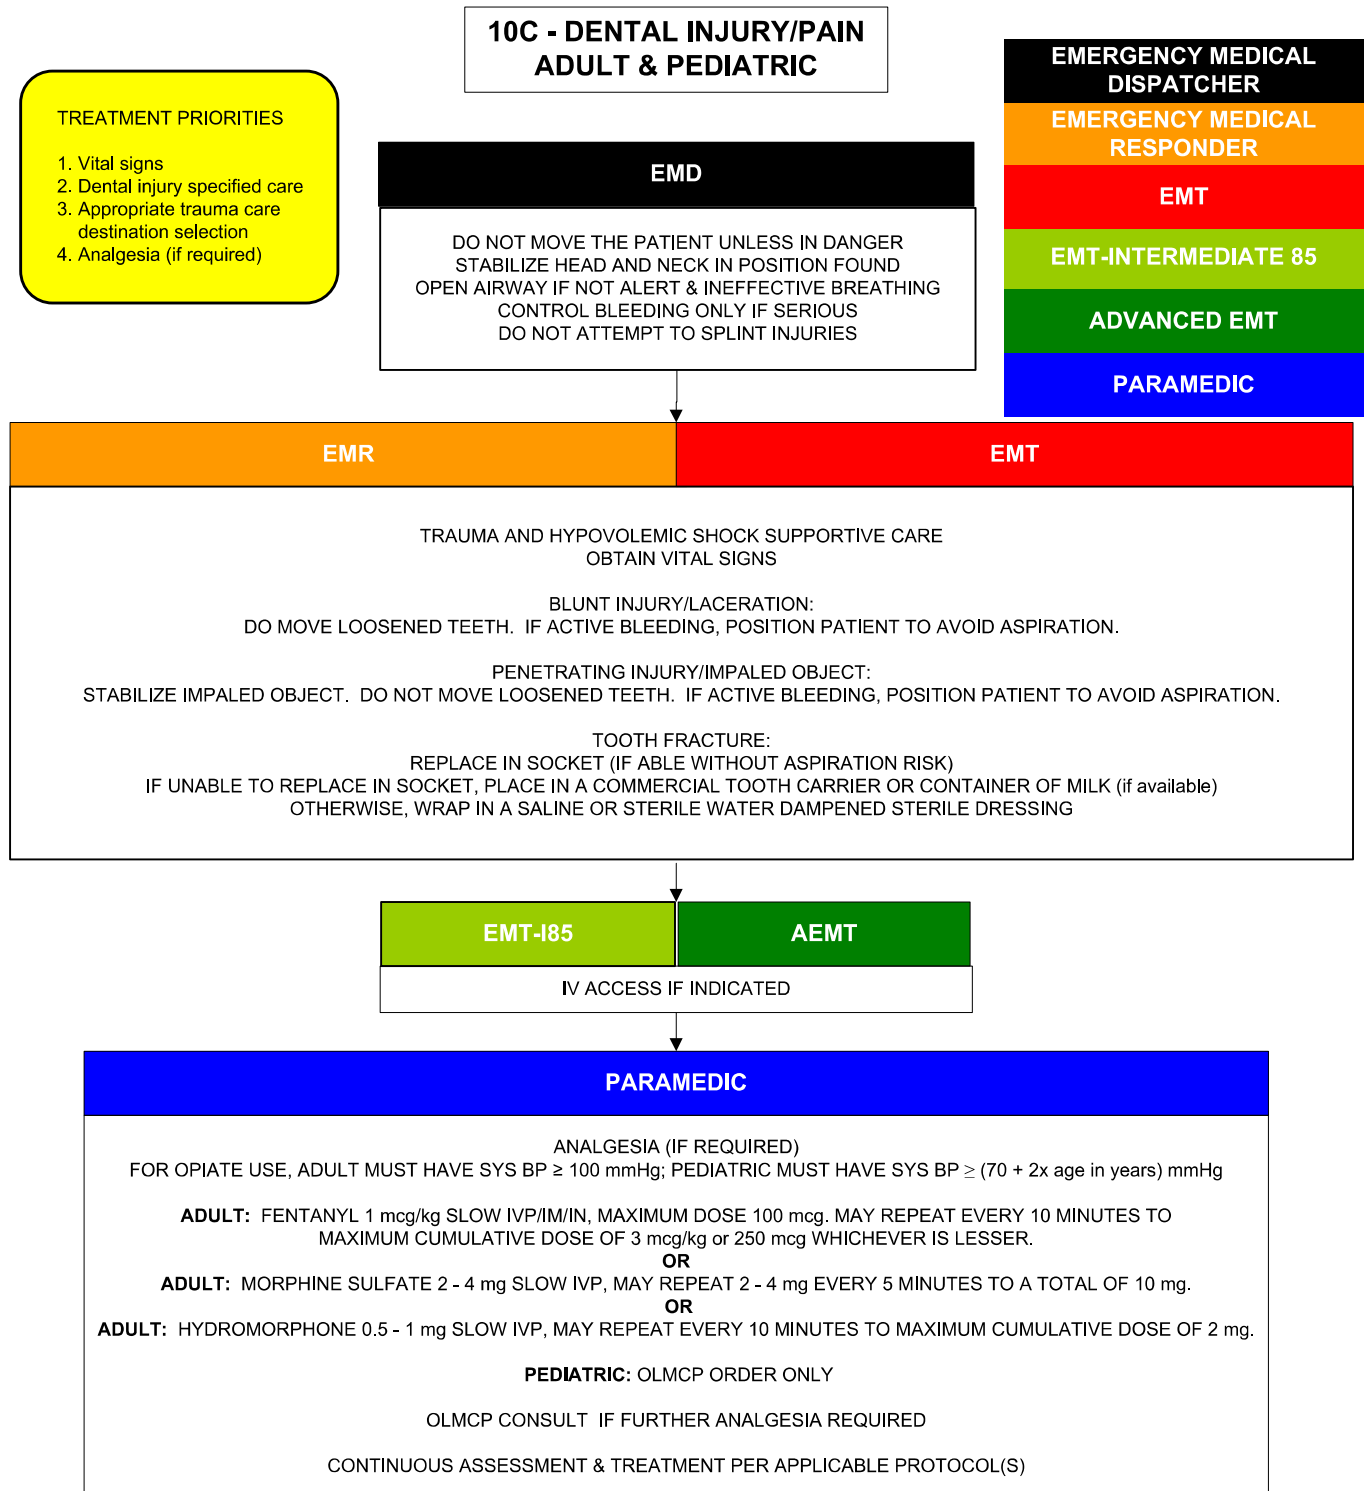 10C - DENTAL INJURY/PAIN
ADULT & PEDIATRIC
TREATMENT PRIORITIES
1. Vital signs
2. Dental injury specified care
3. Appropriate trauma care
destination selection
4. Analgesia (if required)
EMERGENCY MEDICAL
DISPATCHER
EMERGENCY MEDICAL
RESPONDER
EMT
EMT-INTERMEDIATE 85
ADVANCED EMT
PARAMEDIC
EMD
DO NOT MOVE THE PATIENT UNLESS IN DANGER
STABILIZE HEAD AND NECK IN POSITION FOUND
OPEN AIRWAY IF NOT ALERT & INEFFECTIVE BREATHING
CONTROL BLEEDING ONLY IF SERIOUS
DO NOT ATTEMPT TO SPLINT INJURIES
EMR
EMT
TRAUMA AND HYPOVOLEMIC SHOCK SUPPORTIVE CARE
OBTAIN VITAL SIGNS
BLUNT INJURY/LACERATION:
DO MOVE LOOSENED TEETH. IF ACTIVE BLEEDING, POSITION PATIENT TO AVOID ASPIRATION.
PENETRATING INJURY/IMPALED OBJECT:
STABILIZE IMPALED OBJECT. DO NOT MOVE LOOSENED TEETH. IF ACTIVE BLEEDING, POSITION PATIENT TO AVOID ASPIRATION.
TOOTH FRACTURE:
REPLACE IN SOCKET (IF ABLE WITHOUT ASPIRATION RISK)
IF UNABLE TO REPLACE IN SOCKET, PLACE IN A COMMERCIAL TOOTH CARRIER OR CONTAINER OF MILK (if available)
OTHERWISE, WRAP IN A SALINE OR STERILE WATER DAMPENED STERILE DRESSING
EMT-I85
AEMT
IV ACCESS IF INDICATED
PARAMEDIC
ANALGESIA (IF REQUIRED)
FOR OPIATE USE, ADULT MUST HAVE SYS BP ≥ 100 mmHg; PEDIATRIC MUST HAVE SYS BP ≥ (70 + 2x age in years) mmHg
ADULT: FENTANYL 1 mcg/kg SLOW IVP/IM/IN, MAXIMUM DOSE 100 mcg. MAY REPEAT EVERY 10 MINUTES TO
MAXIMUM CUMULATIVE DOSE OF 3 mcg/kg or 250 mcg WHICHEVER IS LESSER.
OR
ADULT: MORPHINE SULFATE 2 - 4 mg SLOW IVP, MAY REPEAT 2 - 4 mg EVERY 5 MINUTES TO A TOTAL OF 10 mg.
OR
ADULT: HYDROMORPHONE 0.5 - 1 mg SLOW IVP, MAY REPEAT EVERY 10 MINUTES TO MAXIMUM CUMULATIVE DOSE OF 2 mg.
PEDIATRIC: OLMCP ORDER ONLY
OLMCP CONSULT IF FURTHER ANALGESIA REQUIRED
CONTINUOUS ASSESSMENT & TREATMENT PER APPLICABLE PROTOCOL(S)